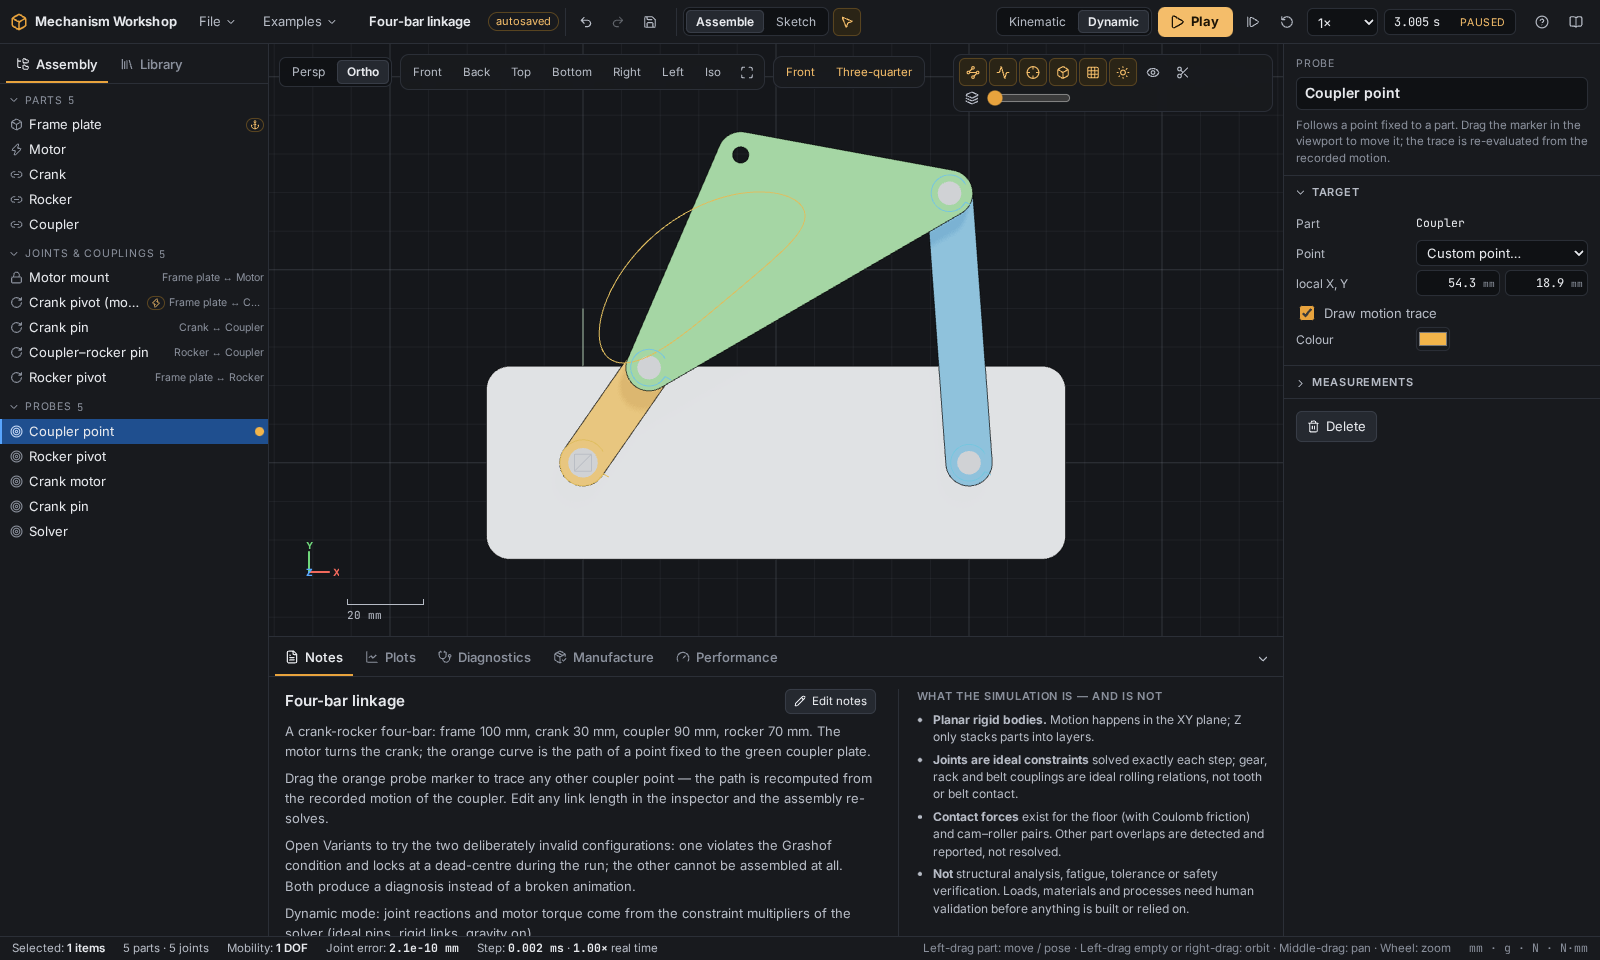 Mechanism Workshop File Examples Four-bar linkage autosaved Assemble Sketch Kinematic Dynamic Play 1× 3.005 s PAUSED
Assembly Library
PARTS 5
Frame plate
Motor
Crank
Rocker
Coupler
JOINTS & COUPLINGS 5
Motor mount Frame plate ↔ Motor
Crank pivot (mo... Frame plate ↔ C...
Crank pin Crank ↔ Coupler
Coupler–rocker pin Rocker ↔ Coupler
Rocker pivot Frame plate ↔ Rocker
PROBES 5
Coupler point
Rocker pivot
Crank motor
Crank pin
Solver
Persp Ortho Front Back Top Bottom Right Left Iso Front Three-quarter
Y
Z X
20 mm
Notes Plots Diagnostics Manufacture Performance
Four-bar linkage Edit notes
A crank-rocker four-bar: frame 100 mm, crank 30 mm, coupler 90 mm, rocker 70 mm. The
motor turns the crank; the orange curve is the path of a point fixed to the green coupler plate.
Drag the orange probe marker to trace any other coupler point — the path is recomputed from
the recorded motion of the coupler. Edit any link length in the inspector and the assembly re-
solves.
Open Variants to try the two deliberately invalid configurations: one violates the Grashof
condition and locks at a dead-centre during the run; the other cannot be assembled at all.
Both produce a diagnosis instead of a broken animation.
Dynamic mode: joint reactions and motor torque come from the constraint multipliers of the
solver (ideal pins, rigid links, gravity on).
WHAT THE SIMULATION IS — AND IS NOT
• Planar rigid bodies. Motion happens in the XY plane; Z
only stacks parts into layers.
• Joints are ideal constraints solved exactly each step; gear,
rack and belt couplings are ideal rolling relations, not tooth
or belt contact.
• Contact forces exist for the floor (with Coulomb friction)
and cam–roller pairs. Other part overlaps are detected and
reported, not resolved.
• Not structural analysis, fatigue, tolerance or safety
verification. Loads, materials and processes need human
validation before anything is built or relied on.
PROBE
Coupler point
Follows a point fixed to a part. Drag the marker in the
viewport to move it; the trace is re-evaluated from the
recorded motion.
TARGET
Part Coupler
Point Custom point...
local X, Y 54.3 mm 18.9 mm
Draw motion trace
Colour
MEASUREMENTS
Delete
Selected: 1 items 5 parts · 5 joints Mobility: 1 DOF Joint error: 2.1e-10 mm Step: 0.002 ms · 1.00× real time Left-drag part: move / pose · Left-drag empty or right-drag: orbit · Middle-drag: pan · Wheel: zoom mm · g · N · N·mm